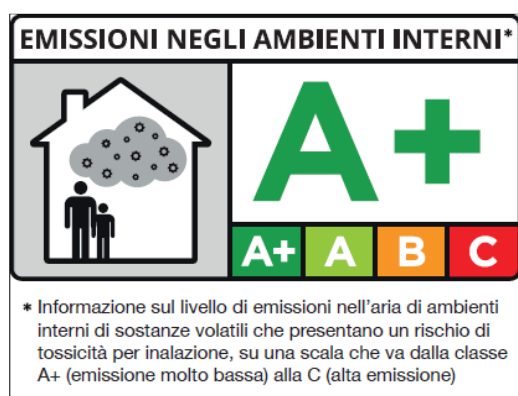 EMISSIONI NEGLI AMBIENTI INTERNI*
A+
A+ A B C
* Informazione sul livello di emissioni nell'aria di ambienti
interni di sostanze volatili che presentano un rischio di
tossicità per inalazione, su una scala che va dalla classe
A+ (emissione molto bassa) alla C (alta emissione)